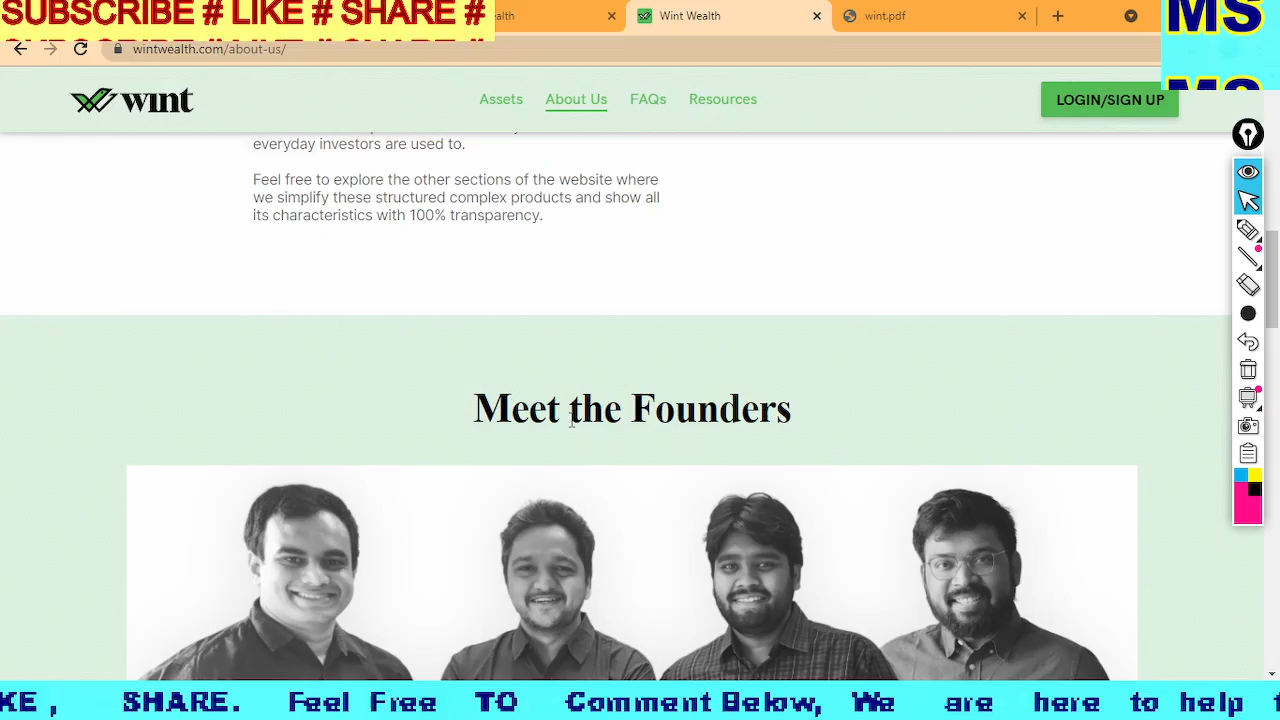 SUBSCRIBE # LIKE # SHARE #
ealth
Wint Wealth
wint.pdf
MS
wintwealth.com/about-us/
wint
Assets
About Us
FAQs
Resources
LOGIN/SIGN UP
everyday investors are used to.
Feel free to explore the other sections of the website where
we simplify these structured complex products and show all
its characteristics with 100% transparency.
Meet the Founders
KE , SHARE. Feel Free TO Comment Below, We are here to help